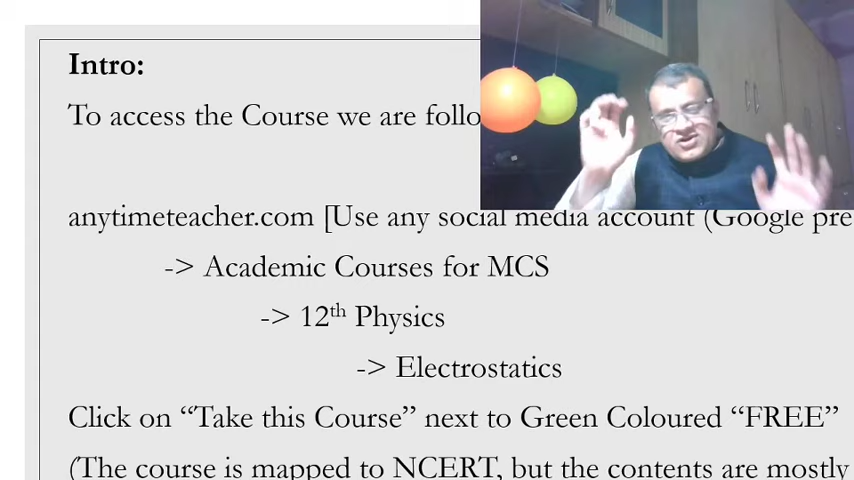 Intro:
To access the Course we are follo
anytimeteacher.com [Use any social media account (Google pre
-> Academic Courses for MCS
-> 12th Physics
-> Electrostatics
Click on “Take this Course” next to Green Coloured “FREE”
(The course is mapped to NCERT, but the contents are mostly